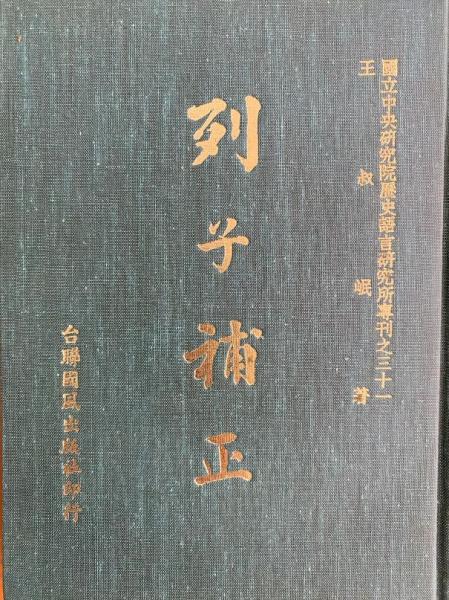 國立中央研究院歷史語言研究所專刊之三十一
王叔岷著
列子補正
台聯國風出版社印行